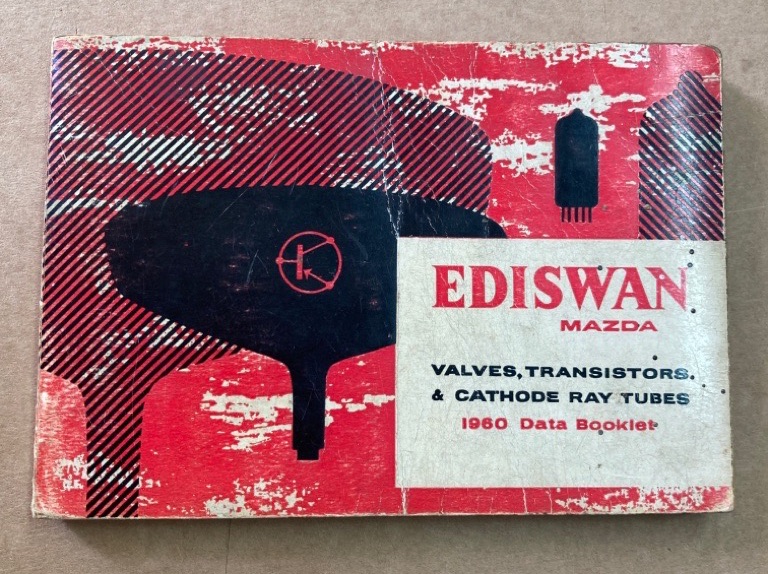 EDISWAN
MAZDA
VALVES, TRANSISTORS
& CATHODE RAY TUBES
1960 Data Booklet